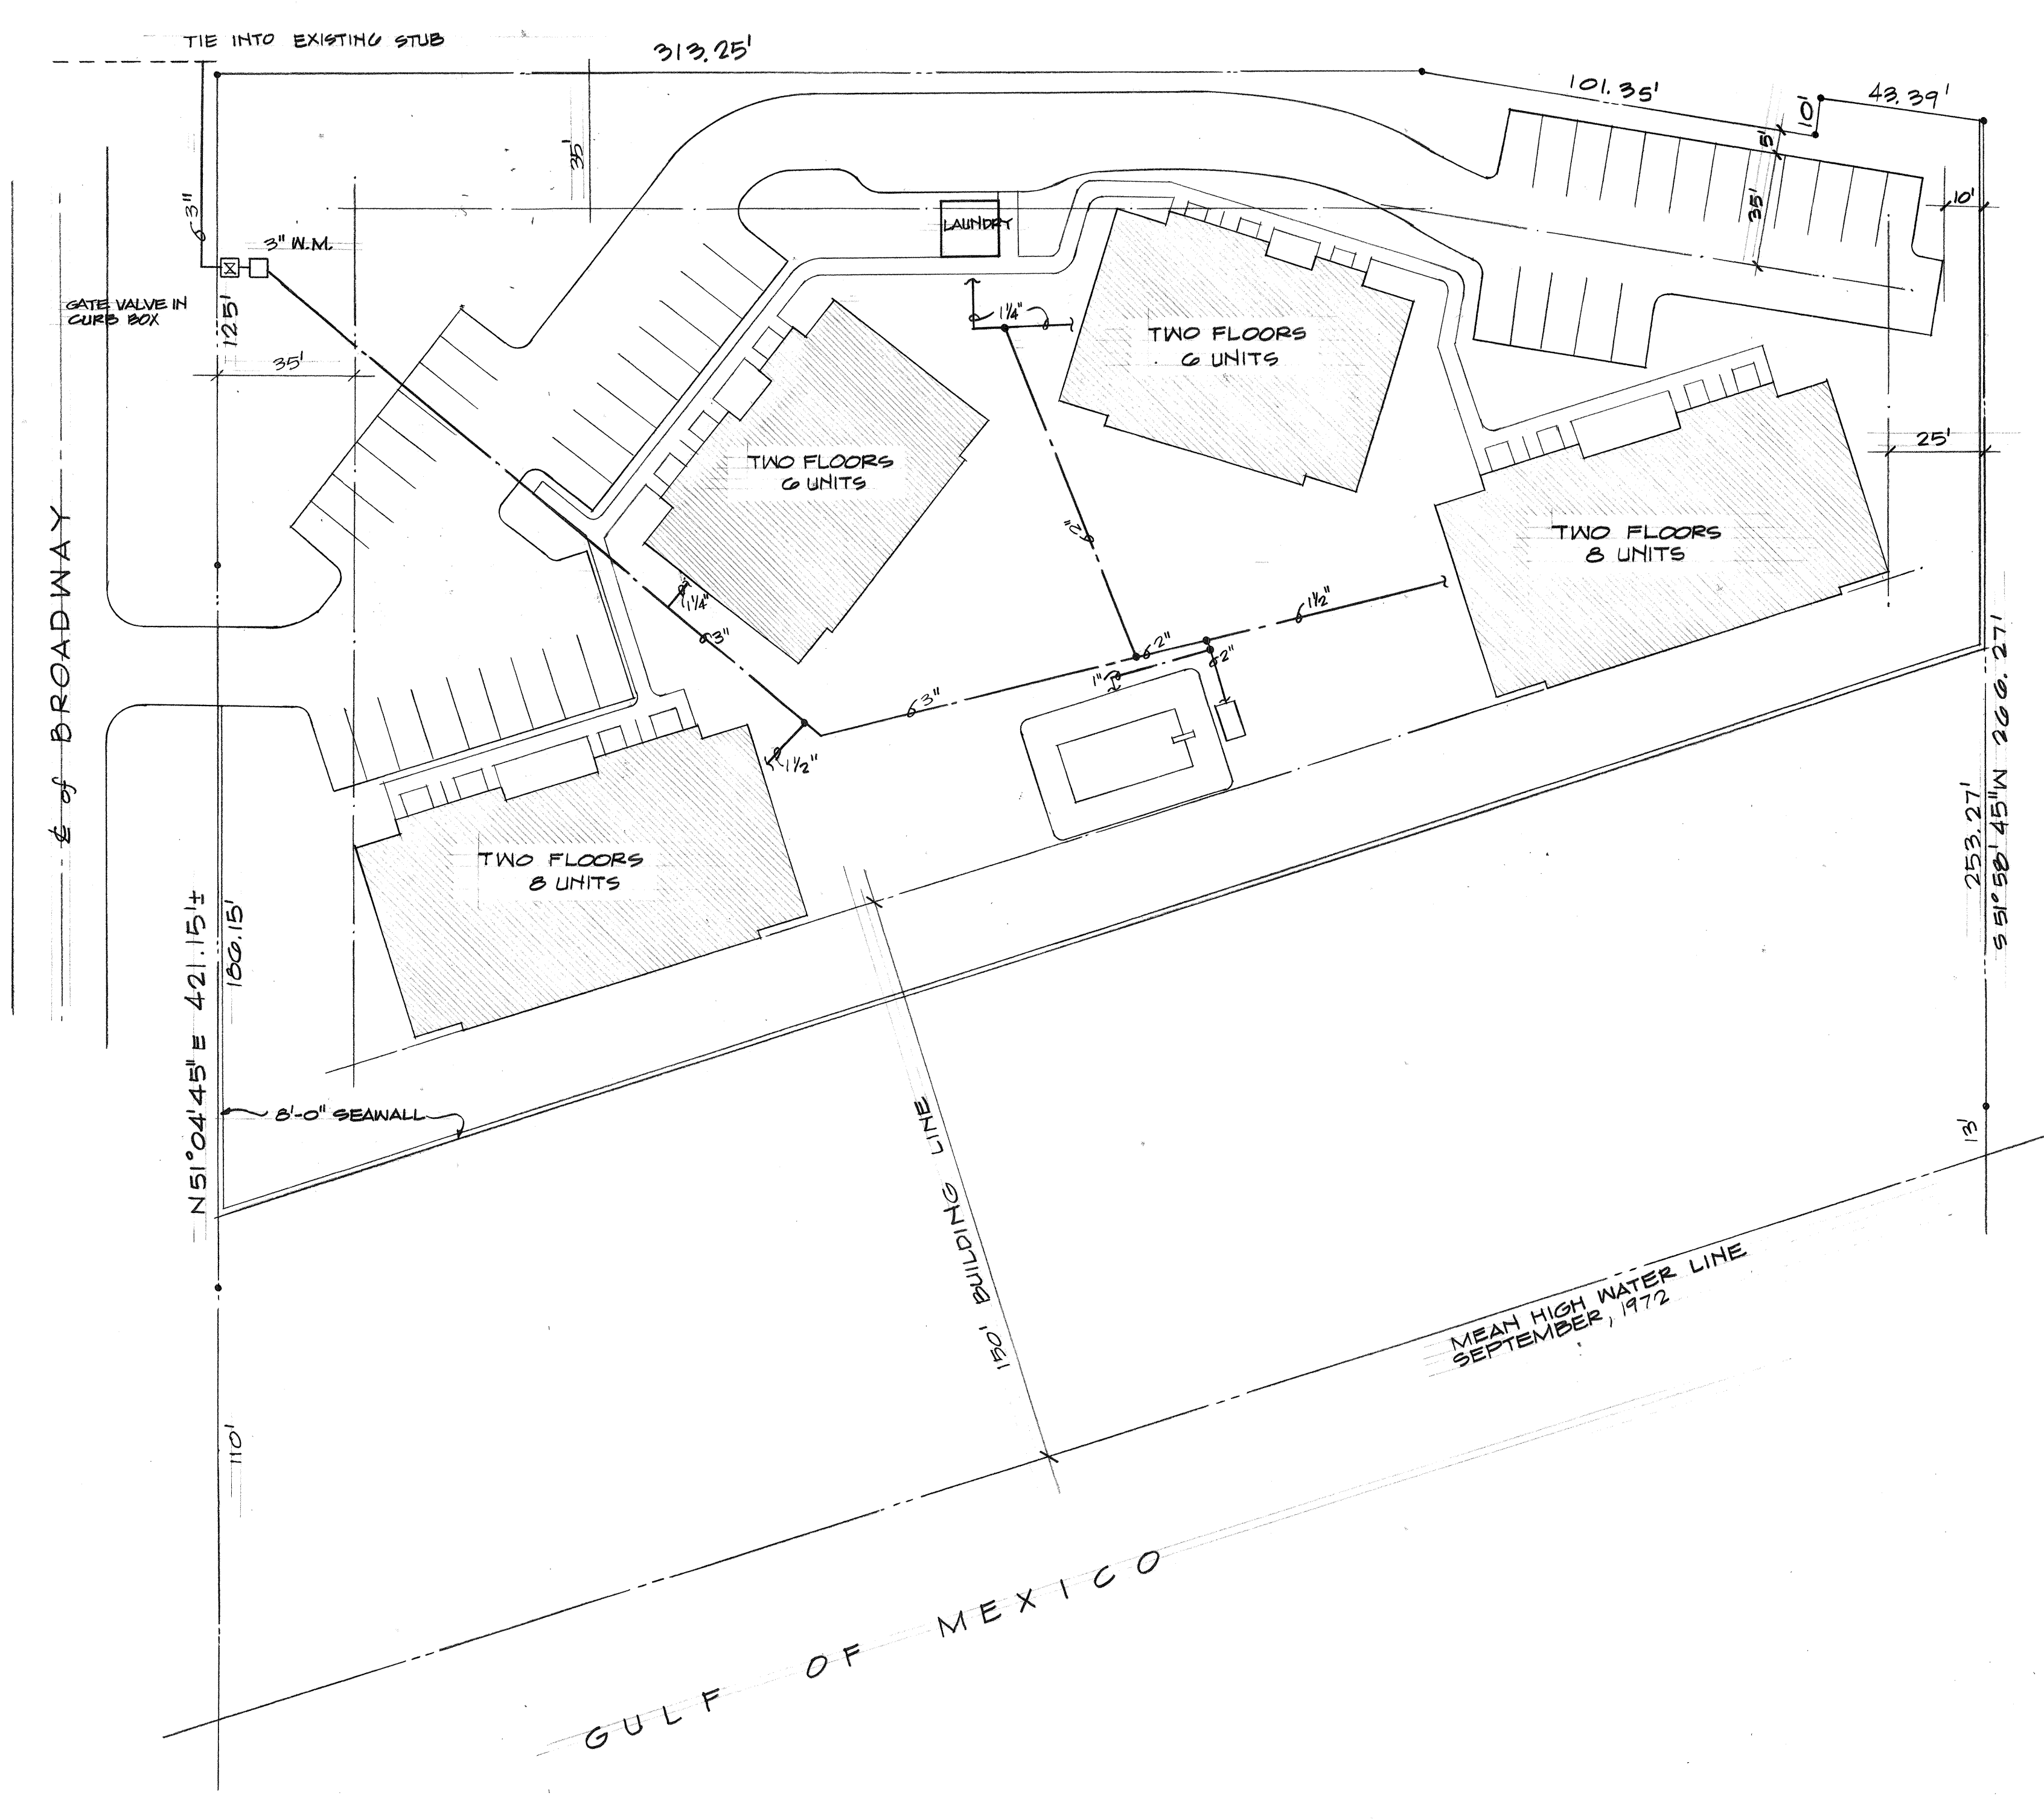 TIE INTO EXISTING STUB
313.25'
101.35'
10'
43.39'
5'
35'
35'
10'
3"
3" W.M.
LAUNDRY
GATE VALVE IN
CURB BOX
125'
35'
1¼"
TWO FLOORS
6 UNITS
TWO FLOORS
6 UNITS
25'
TWO FLOORS
8 UNITS
2"
1¼"
1½"
3"
2"
2"
1"
3"
1½"
℄ of BROADWAY
TWO FLOORS
8 UNITS
N51°04'45"E 421.15'±
186.15'
253.27'
S51°58'45"W 266.27'
8'-0" SEAWALL
13'
150' BUILDING LINE
MEAN HIGH WATER LINE
SEPTEMBER, 1972
110'
GULF OF MEXICO